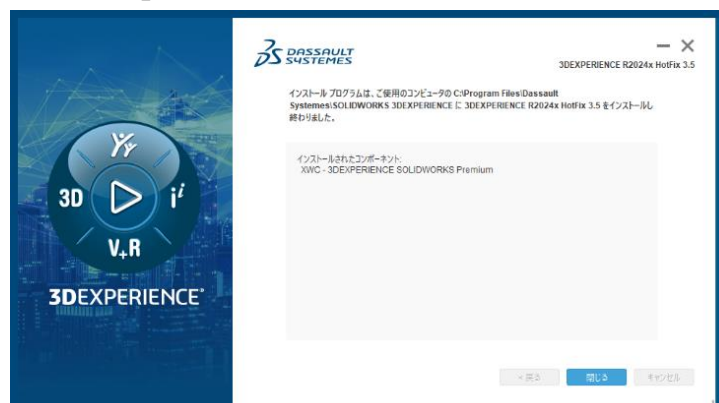 DASSAULT
SYSTEMES
3DEXPERIENCE R2024x HotFix 3.5
インストール プログラムは、ご使用のコンピュータの C:\Program Files\Dassault
Systemes\SOLIDWORKS 3DEXPERIENCE に 3DEXPERIENCE R2024x HotFix 3.5 をインストールし
終わりました。
インストールされたコンポーネント:
XWC - 3DEXPERIENCE SOLIDWORKS Premium
3D
i²
V+R
3DEXPERIENCE®
< 戻る
閉じる
キャンセル